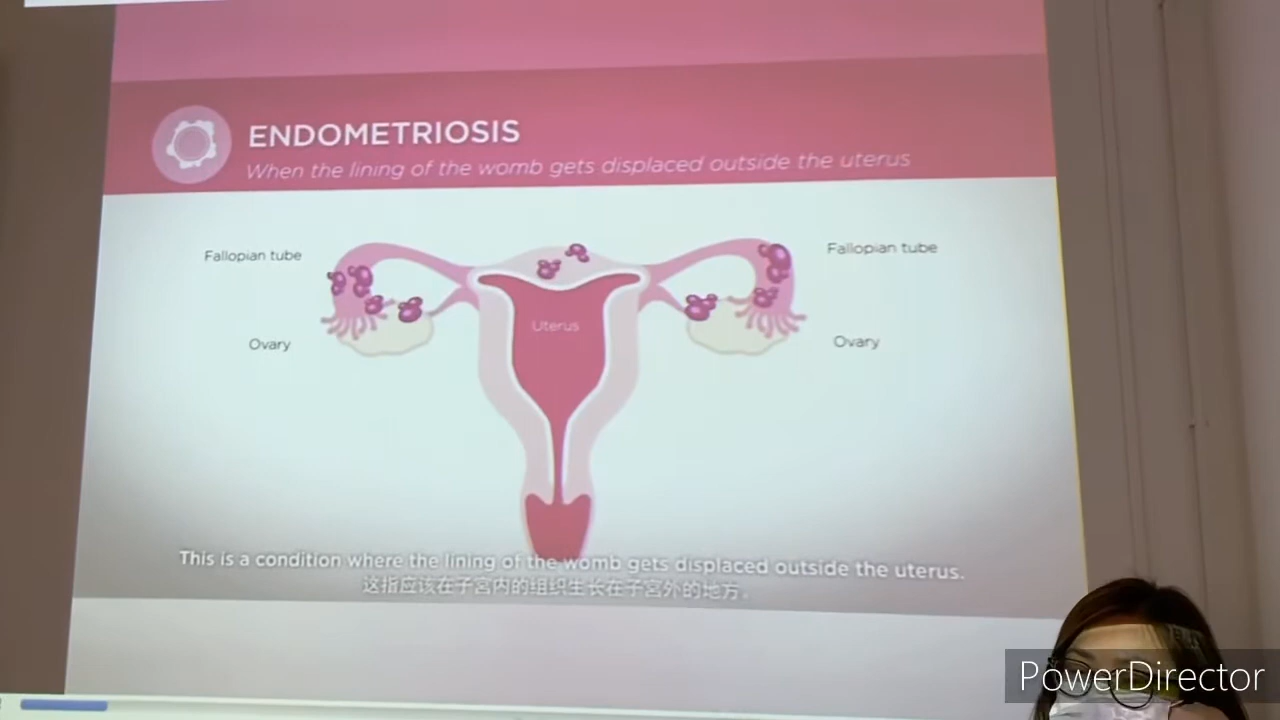 ENDOMETRIOSIS
When the lining of the womb gets displaced outside the uterus
Fallopian tube
Fallopian tube
Uterus
Ovary
Ovary
This is a condition where the lining of the womb gets displaced outside the uterus.
这指应该在子宫内的组织生长在子宫外的地方。
PowerDirector